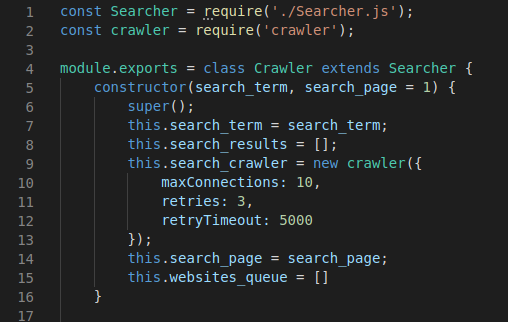 1 const Searcher = require('./Searcher.js');
2 const crawler = require('crawler');
3
4 module.exports = class Crawler extends Searcher {
5     constructor(search_term, search_page = 1) {
6         super();
7         this.search_term = search_term;
8         this.search_results = [];
9         this.search_crawler = new crawler({
10             maxConnections: 10,
11             retries: 3,
12             retryTimeout: 5000
13         });
14         this.search_page = search_page;
15         this.websites_queue = []
16     }
17